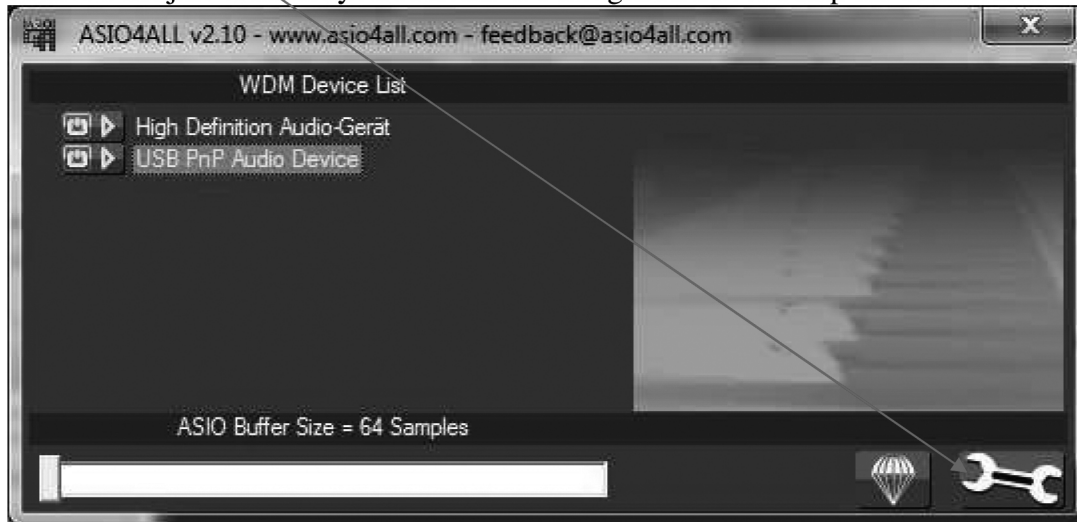 ASIO4ALL v2.10 - www.asio4all.com - feedback@asio4all.com
WDM Device List
High Definition Audio-Gerät
USB PnP Audio Device
ASIO Buffer Size = 64 Samples